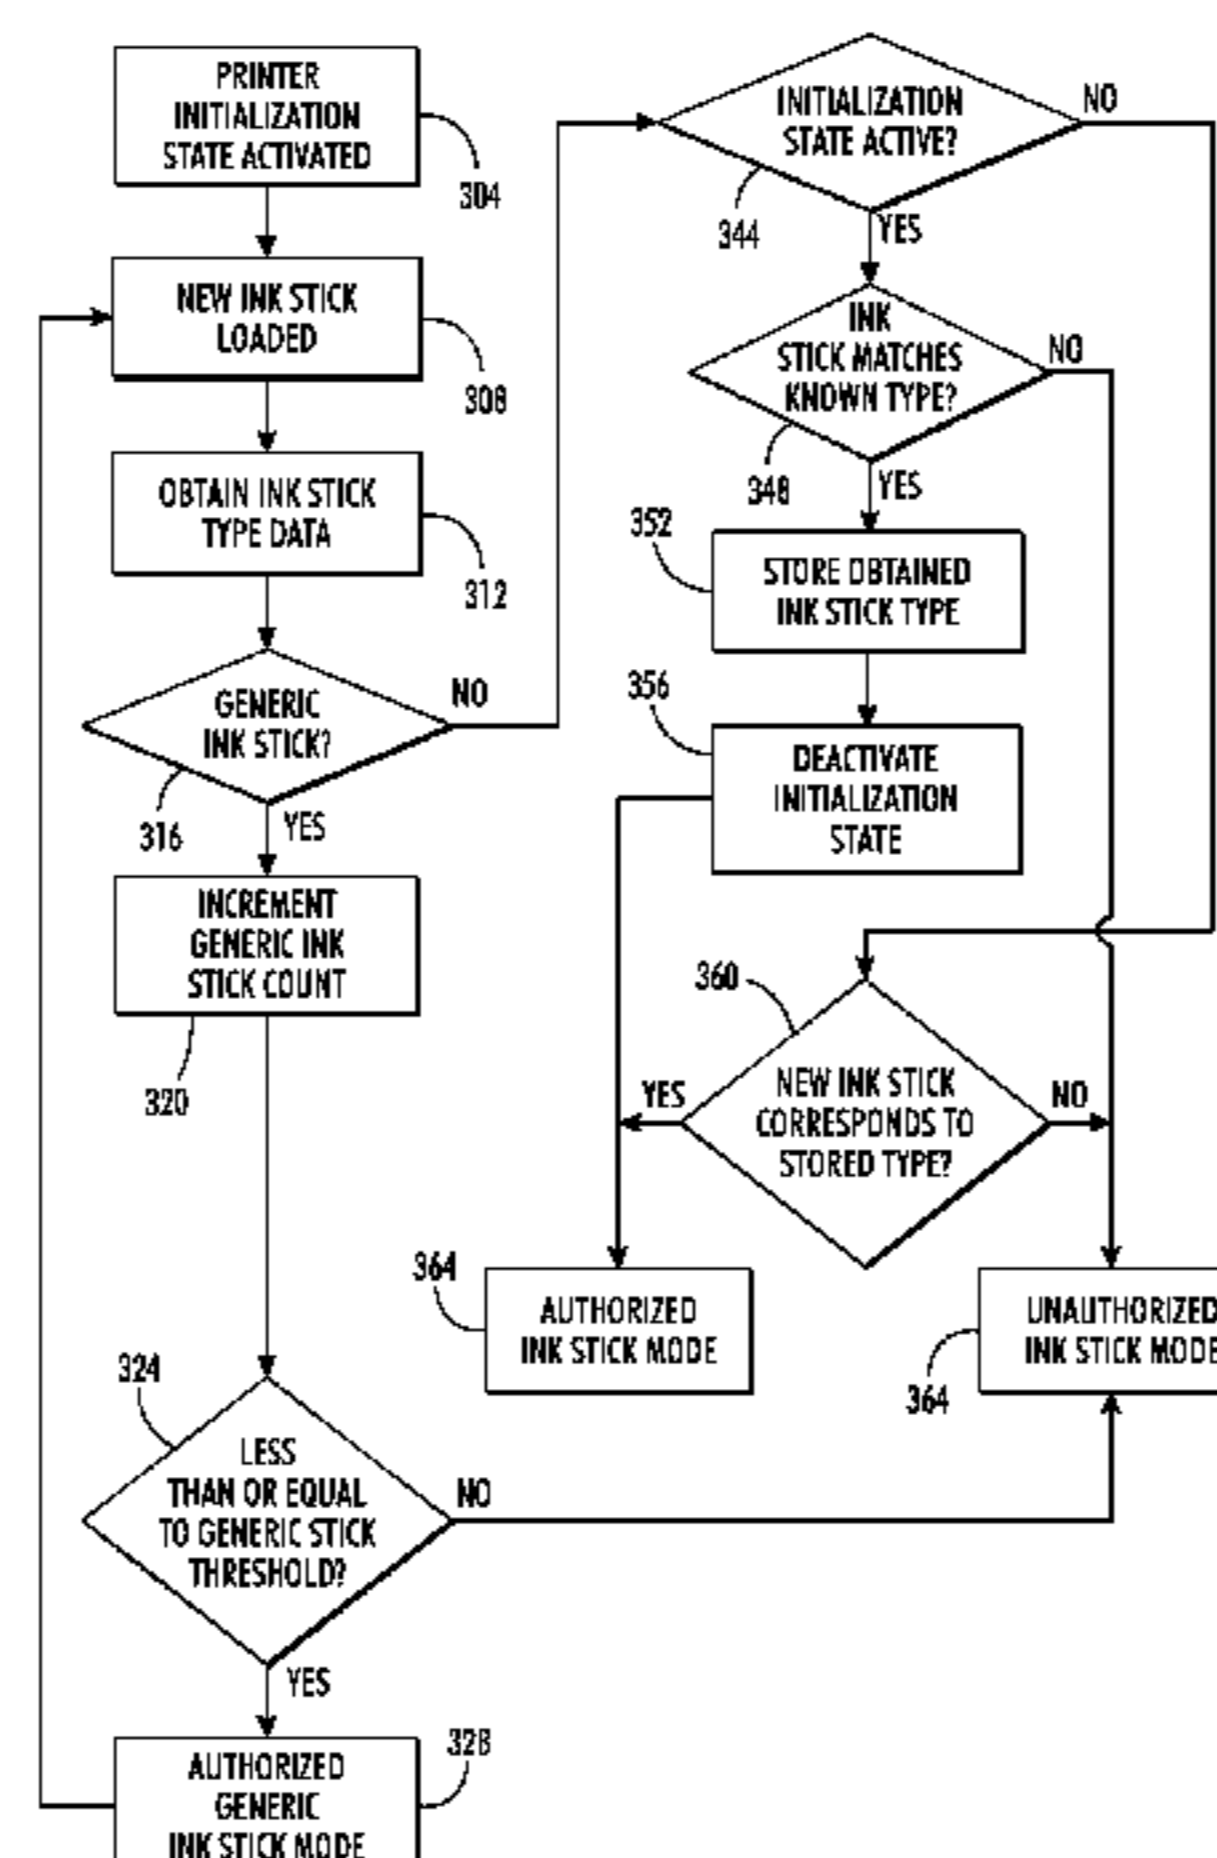 PRINTER
INITIALIZATION
STATE ACTIVATED
304
NEW INK STICK
LOADED
308
OBTAIN INK STICK
TYPE DATA
312
GENERIC
INK STICK?
NO
316
YES
INCREMENT
GENERIC INK
STICK COUNT
320
324
LESS
THAN OR EQUAL
TO GENERIC STICK
THRESHOLD?
NO
YES
AUTHORIZED
GENERIC
INK STICK MODE
328
INITIALIZATION
STATE ACTIVE?
NO
344
YES
INK
STICK MATCHES
KNOWN TYPE?
NO
348
YES
352
STORE OBTAINED
INK STICK TYPE
356
DEACTIVATE
INITIALIZATION
STATE
360
NEW INK STICK
CORRESPONDS TO
STORED TYPE?
YES
NO
364
AUTHORIZED
INK STICK MODE
UNAUTHORIZED
INK STICK MODE
364